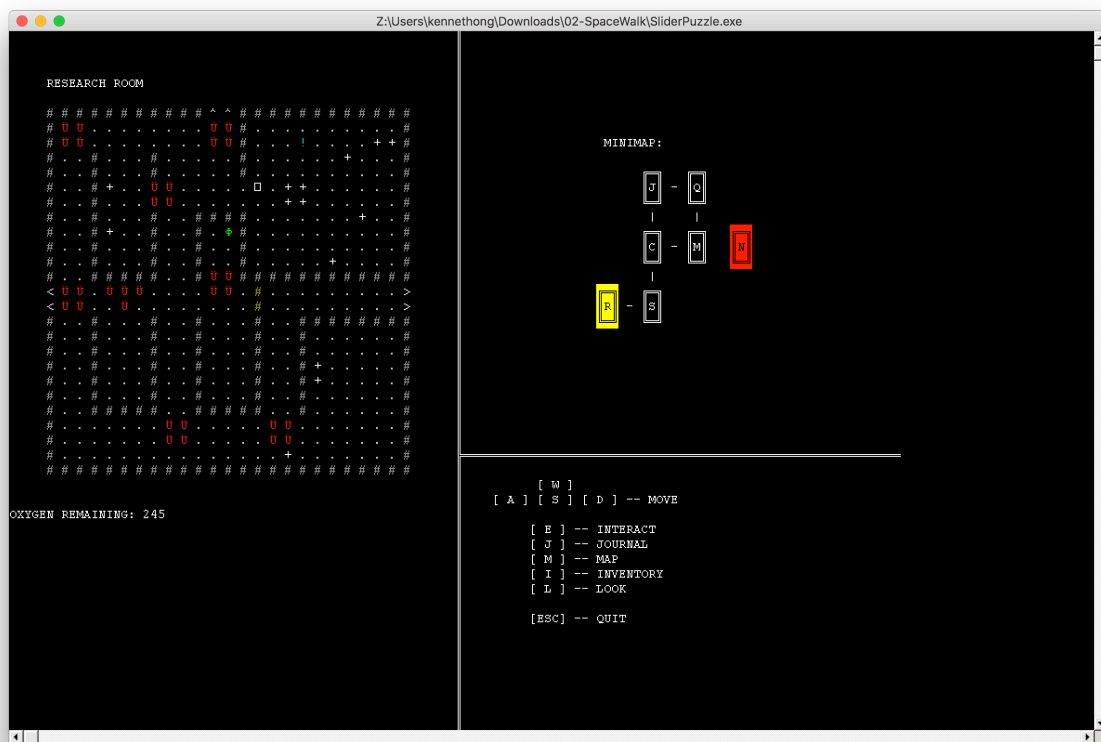 Z:\Users\kennethong\Downloads\02-SpaceWalk\SliderPuzzle.exe
RESEARCH ROOM
# # # # # # # # # # # ^ ^ # # # # # # # # # # # #
# Ü Ü . . . . . . . . Ü Ü # . . . . . . . . . . #
# Ü Ü . . . . . . . . Ü Ü # . . . ! . . . . + + #
# . . # . . . # . . . . . # . . . . . . + . . . #
# . . # . . . # . . . . . # . . . . . . . . . . #
# . . # + . . Ü Ü . . . . . □ . + + . . . . . . #
# . . # . . . Ü Ü . . . . . . . + + . . . . . . #
# . . # . . . # . . # # # # . . . . . . . + . . #
# . . # + . . # . . # . Φ # . . . . . . . . . . #
# . . # . . . # . . # . . # . . . . . . . . . . #
# . . # . . . # . . # . . # . . . . . + . . . . #
# . . # # # # # . . # Ü Ü # # # # # # # # # # # #
< Ü Ü . Ü Ü Ü . . . . Ü Ü . # . . . . . . . . . >
< Ü Ü . . Ü . . . . . . . . # . . . . . . . . . >
# . . # . . . # . . # . . . # . . # # # # # # # #
# . . # . . . # . . # . . . # . . # . . . . . . #
# . . # . . . # . . # . . . # . . # . . . . . . #
# . . # . . . # . . # . . . # . . # + . . . . . #
# . . # . . . # . . # . . . # . . # + . . . . . #
# . . # . . . # . . # . . . # . . # . . . . . . #
# . . # # # # # . . # # # # # . . # . . . . . . #
# . . . . . . . Ü Ü . . . . . Ü Ü . . . . . . . #
# . . . . . . . Ü Ü . . . . . Ü Ü . . . . . . . #
# . . . . . . . . . . . . . . . + . . . . . . . #
# # # # # # # # # # # # # # # # # # # # # # # # #
OXYGEN REMAINING: 245
MINIMAP:
J - Q
| |
C - M N
|
R - S
[ W ]
[ A ] [ S ] [ D ] -- MOVE
[ E ] -- INTERACT
[ J ] -- JOURNAL
[ M ] -- MAP
[ I ] -- INVENTORY
[ L ] -- LOOK
[ESC] -- QUIT